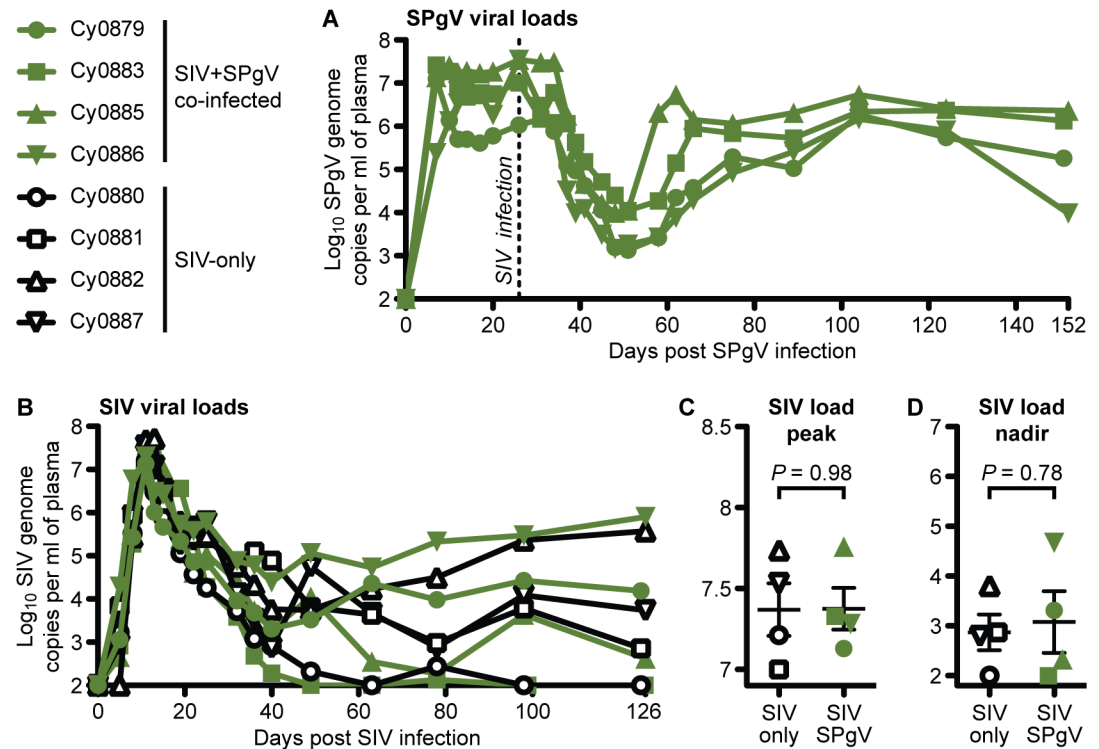 Cy0879
Cy0883
Cy0885
Cy0886
SIV+SPgV
co-infected
Cy0880
Cy0881
Cy0882
Cy0887
SIV-only
A
SPgV viral loads
Log10 SPgV genome
copies per ml of plasma
8
7
6
5
4
3
2
SIV infection
0 20 40 60 80 100 120 140 152
Days post SPgV infection
B
SIV viral loads
Log10 SIV genome
copies per ml of plasma
8
7
6
5
4
3
2
0 20 40 60 80 100 126
Days post SIV infection
C
SIV load
peak
8.5
8
7.5
7
P = 0.98
SIV only
SIV SPgV
D
SIV load
nadir
7
6
5
4
3
2
P = 0.78
SIV only
SIV SPgV